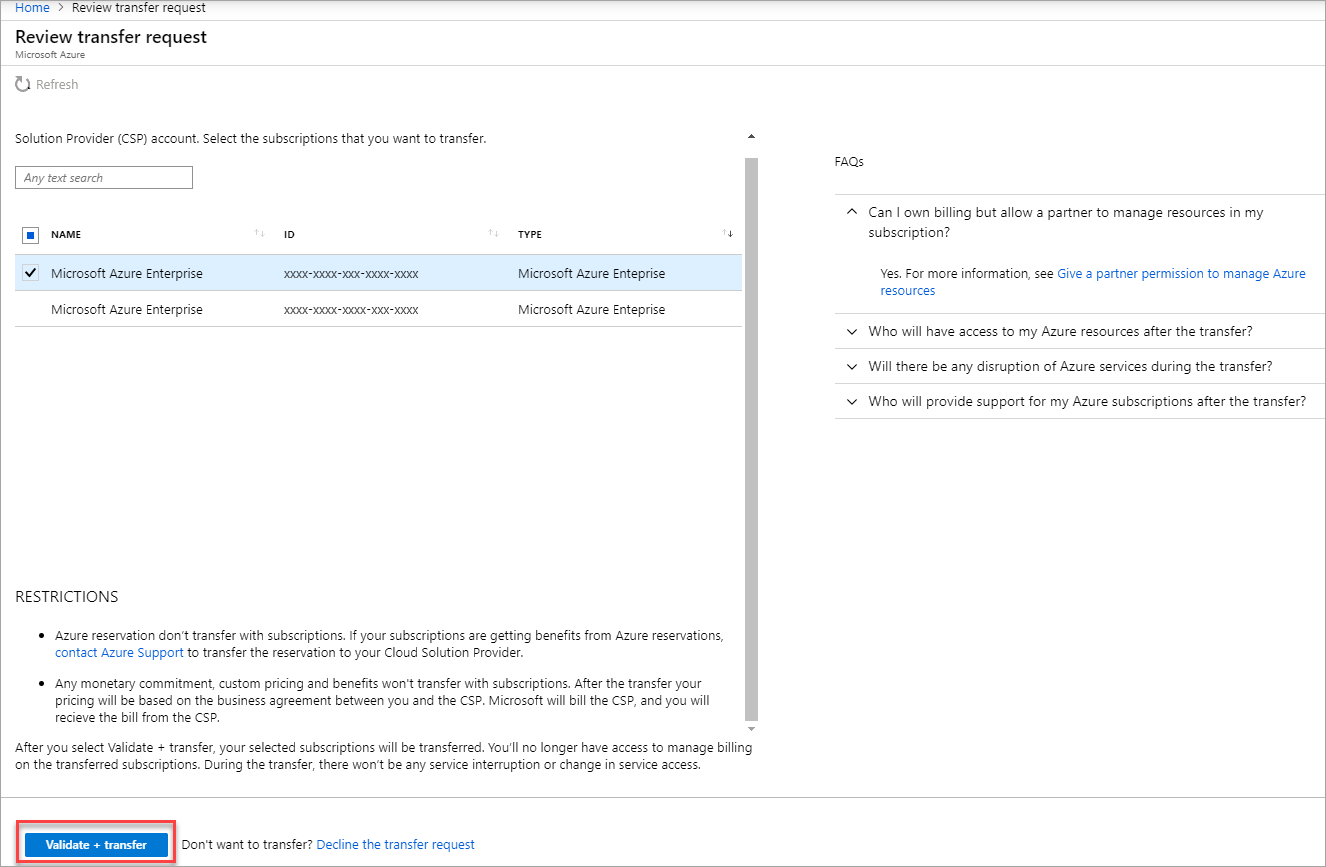 Home > Review transfer request
Review transfer request
Microsoft Azure
Refresh
Solution Provider (CSP) account. Select the subscriptions that you want to transfer.
Any text search
NAME ID TYPE
Microsoft Azure Enterprise xxxx-xxxx-xxx-xxxx-xxxx Microsoft Azure Enteprise
Microsoft Azure Enterprise xxxx-xxxx-xxxx-xxx-xxxx Microsoft Azure Enteprise
RESTRICTIONS
Azure reservation don't transfer with subscriptions. If your subscriptions are getting benefits from Azure reservations,
contact Azure Support to transfer the reservation to your Cloud Solution Provider.
Any monetary commitment, custom pricing and benefits won't transfer with subscriptions. After the transfer your
pricing will be based on the business agreement between you and the CSP. Microsoft will bill the CSP, and you will
recieve the bill from the CSP.
After you select Validate + transfer, your selected subscriptions will be transferred. You'll no longer have access to manage billing
on the transferred subscriptions. During the transfer, there won't be any service interruption or change in service access.
Validate + transfer Don't want to transfer? Decline the transfer request
FAQs
Can I own billing but allow a partner to manage resources in my
subscription?
Yes. For more information, see Give a partner permission to manage Azure
resources
Who will have access to my Azure resources after the transfer?
Will there be any disruption of Azure services during the transfer?
Who will provide support for my Azure subscriptions after the transfer?